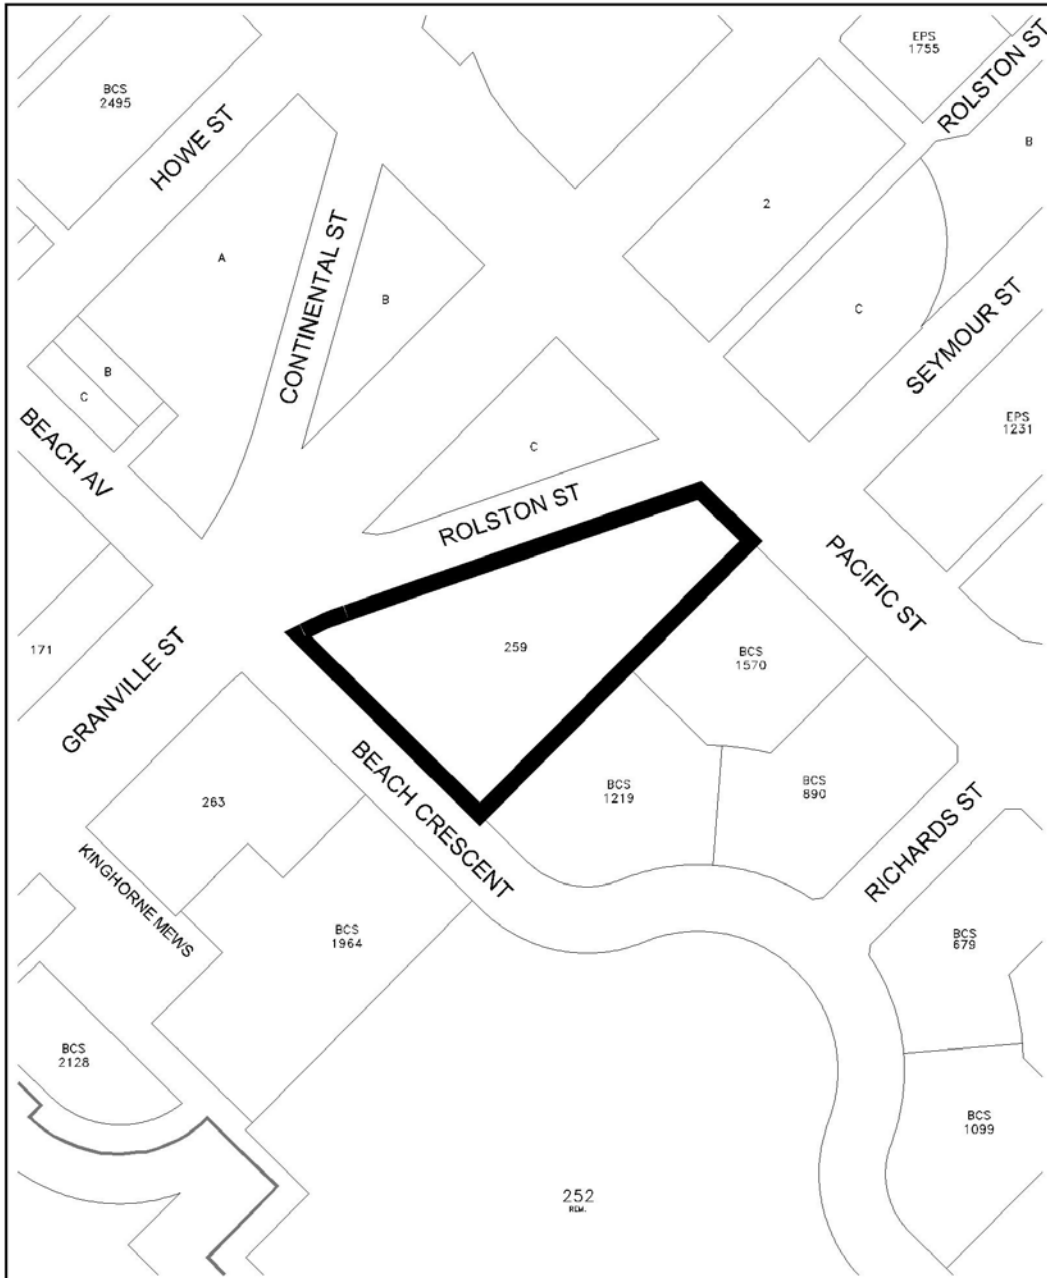 EPS
1755
ROLSTON ST
BCS
2495
HOWE ST
B
2
A
CONTINENTAL ST
B
C
SEYMOUR ST
B
C
BEACH AV
EPS
1231
C
ROLSTON ST
PACIFIC ST
171
GRANVILLE ST
259
BCS
1570
BEACH CRESCENT
BCS
1219
BCS
890
263
RICHARDS ST
KINGHORNE MEWS
BCS
1964
BCS
679
BCS
2128
BCS
1099
252
REM.